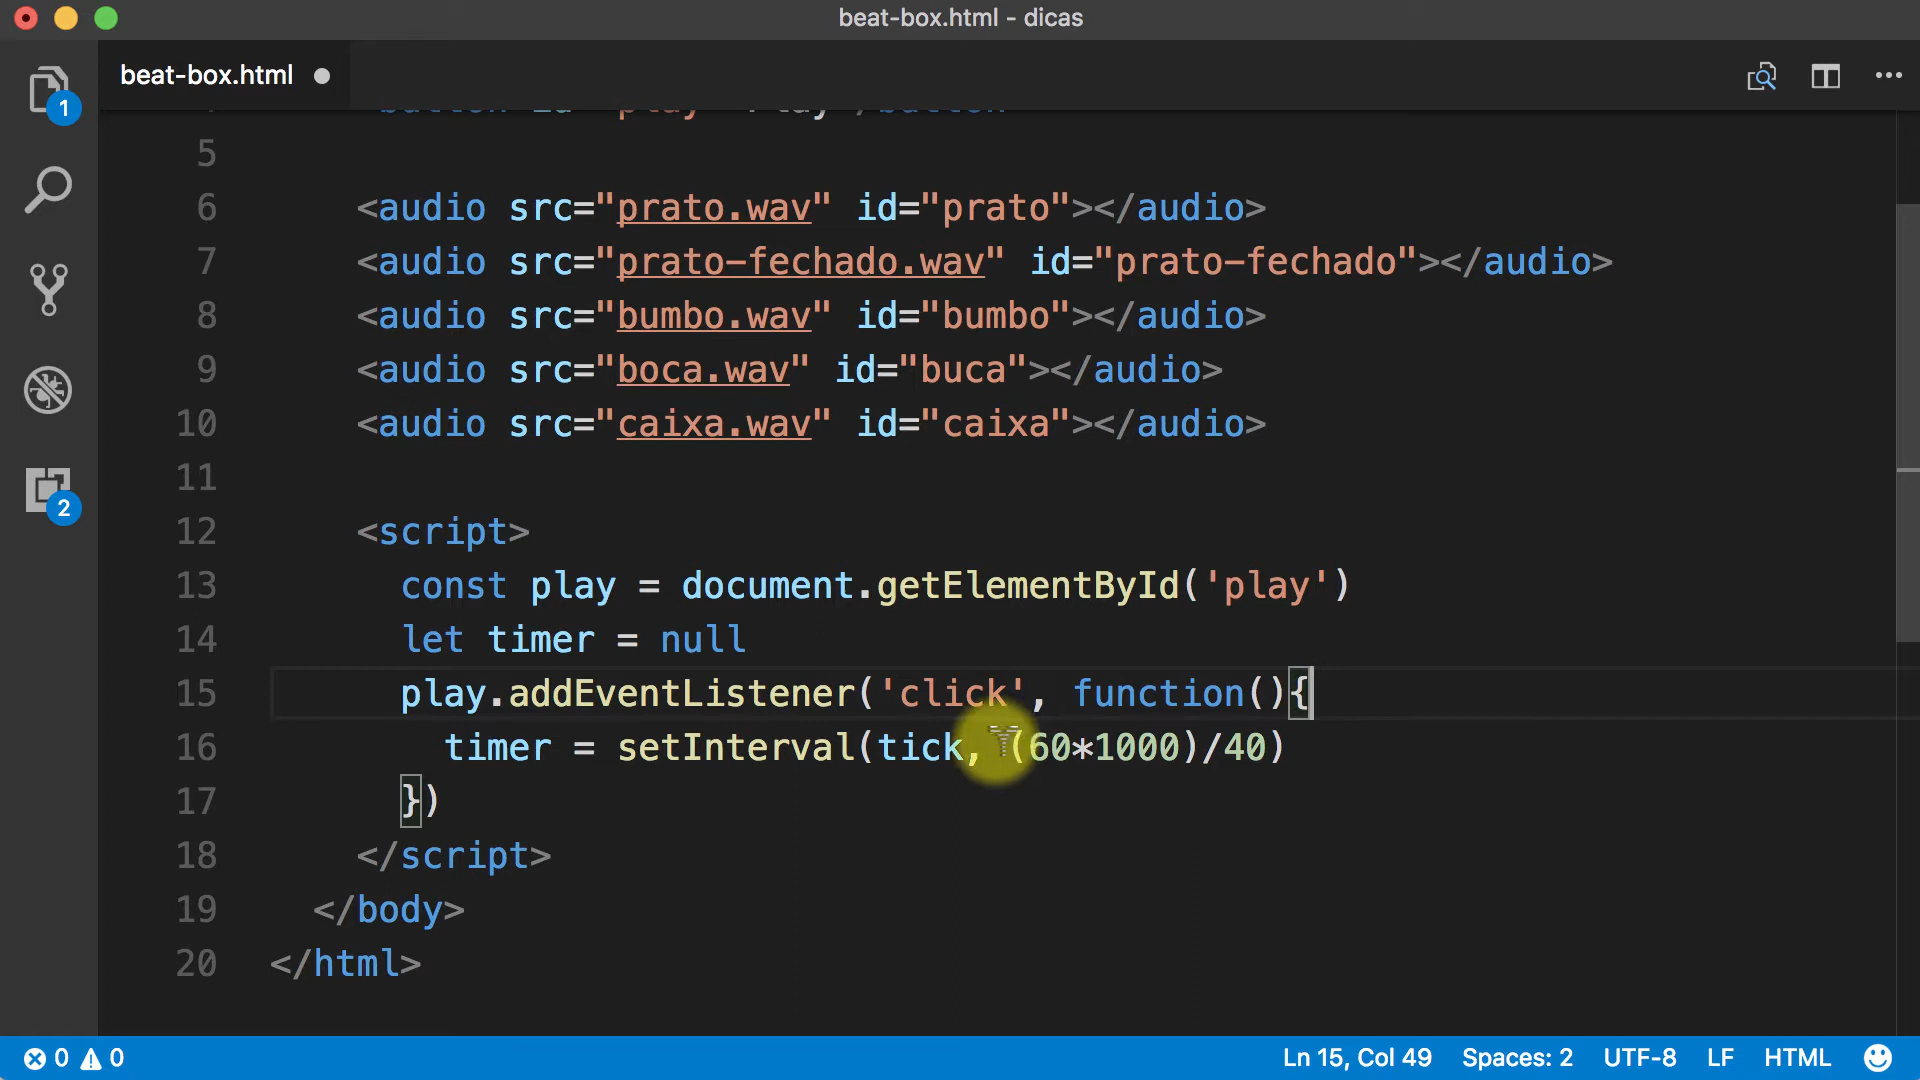 beat-box.html - dicas
beat-box.html
1
5
6 <audio src="prato.wav" id="prato"></audio>
7 <audio src="prato-fechado.wav" id="prato-fechado"></audio>
8 <audio src="bumbo.wav" id="bumbo"></audio>
9 <audio src="boca.wav" id="buca"></audio>
10 <audio src="caixa.wav" id="caixa"></audio>
2
11
12 <script>
13 const play = document.getElementById('play')
14 let timer = null
15 play.addEventListener('click', function(){
16 timer = setInterval(tick, (60*1000)/40)
17 })
18 </script>
19 </body>
20 </html>
0 0 Ln 15, Col 49 Spaces: 2 UTF-8 LF HTML